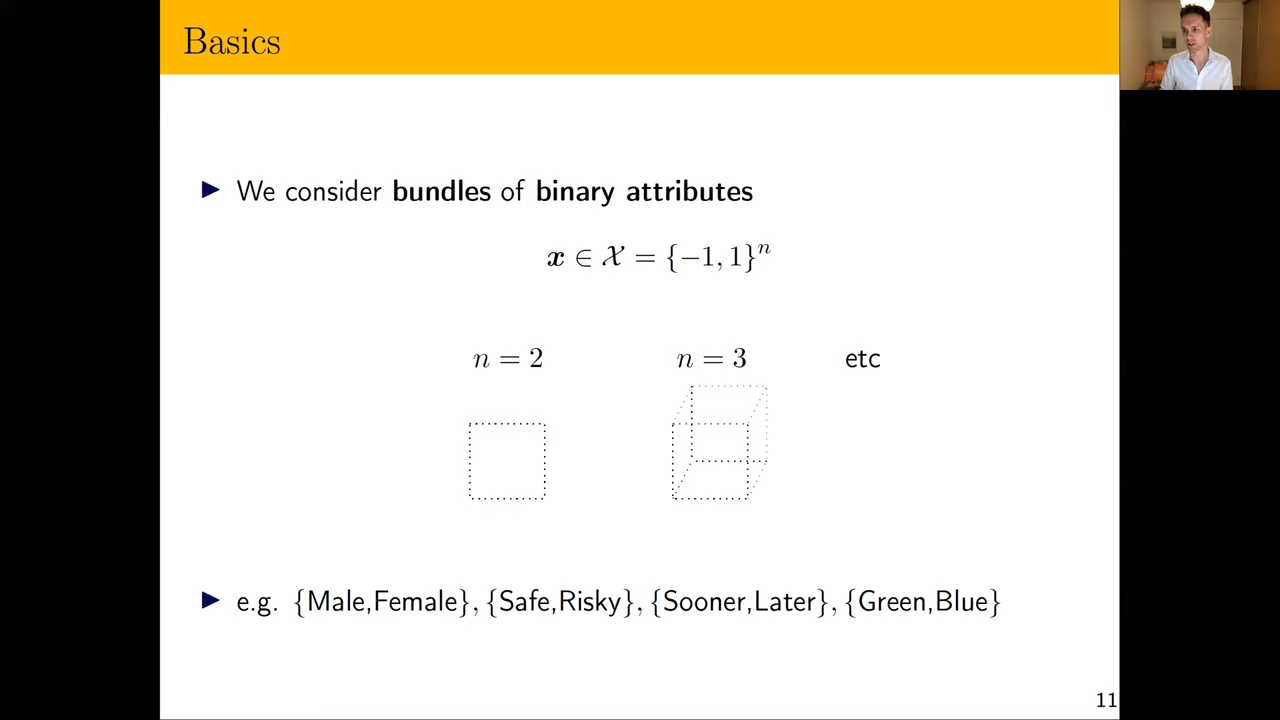 Basics
▶ We consider bundles of binary attributes
x ∈ 𝒳 = {−1, 1}ⁿ
n = 2 n = 3 etc
▶ e.g. {Male,Female}, {Safe,Risky}, {Sooner,Later}, {Green,Blue}
11